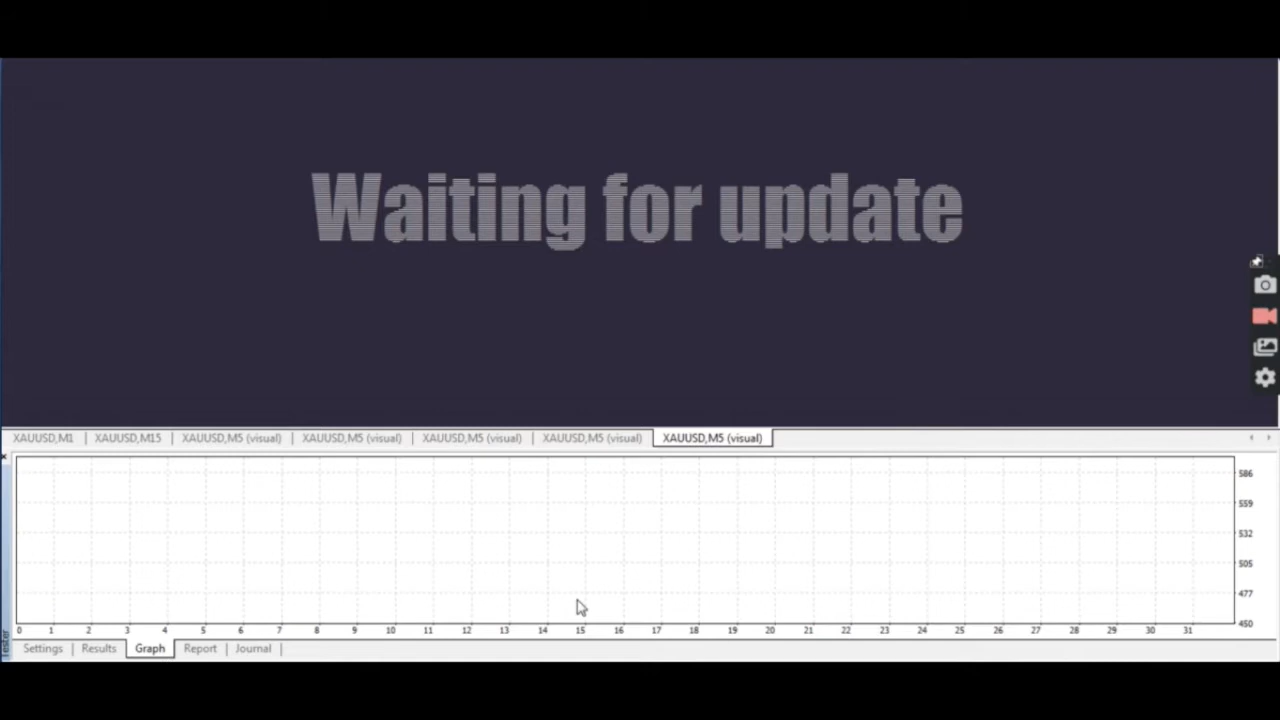 Waiting for update
XAUUSD,M1 | XAUUSD,M15 | XAUUSD,M5 (visual) | XAUUSD,M5 (visual) | XAUUSD,M5 (visual) | XAUUSD,M5 (visual) XAUUSD,M5 (visual)
586
559
532
505
477
450
0 1 2 3 4 5 6 7 8 9 10 11 12 13 14 15 16 17 18 19 20 21 22 23 24 25 26 27 28 29 30 31
Tester
Settings | Results Graph Report | Journal |